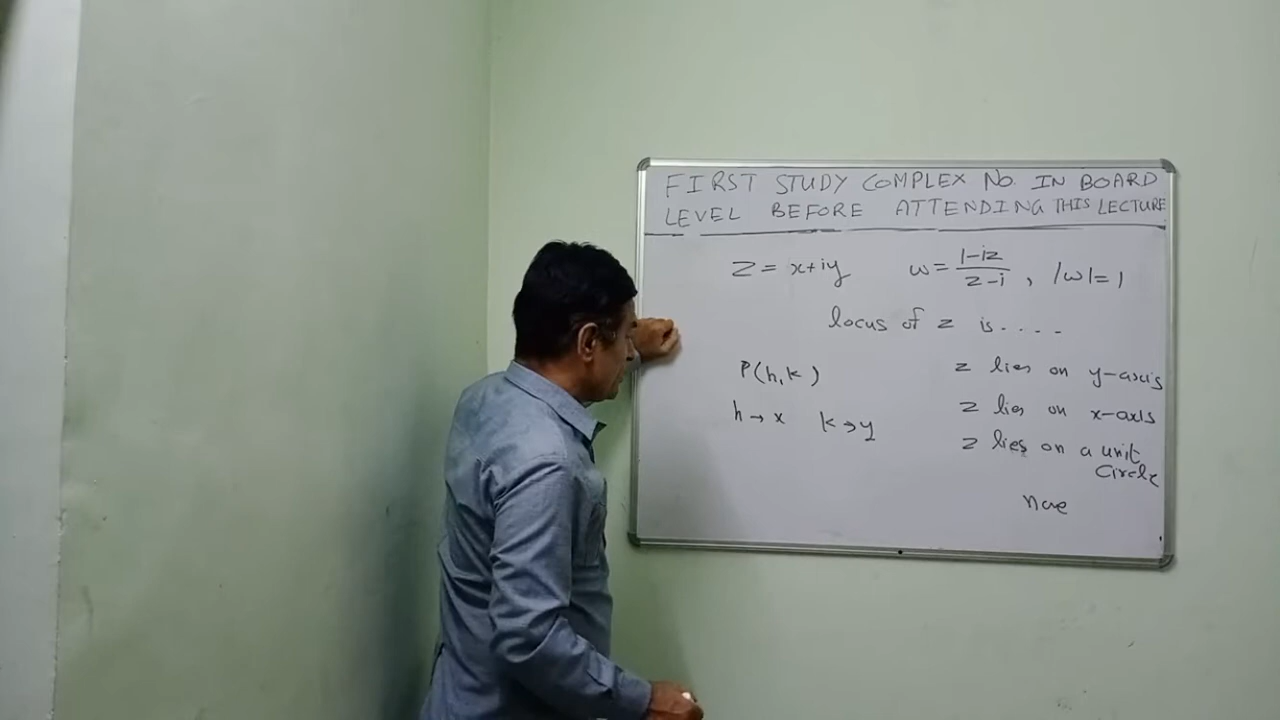 FIRST STUDY COMPLEX NO. IN BOARD
LEVEL BEFORE ATTENDING THIS LECTURE
z = x+iy    w = (1-iz)/(z-i) , |w| = 1
locus of z is ....
P(h,k)
h→x    k→y
z lies on y-axis
z lies on x-axis
z lies on a unit
Circle